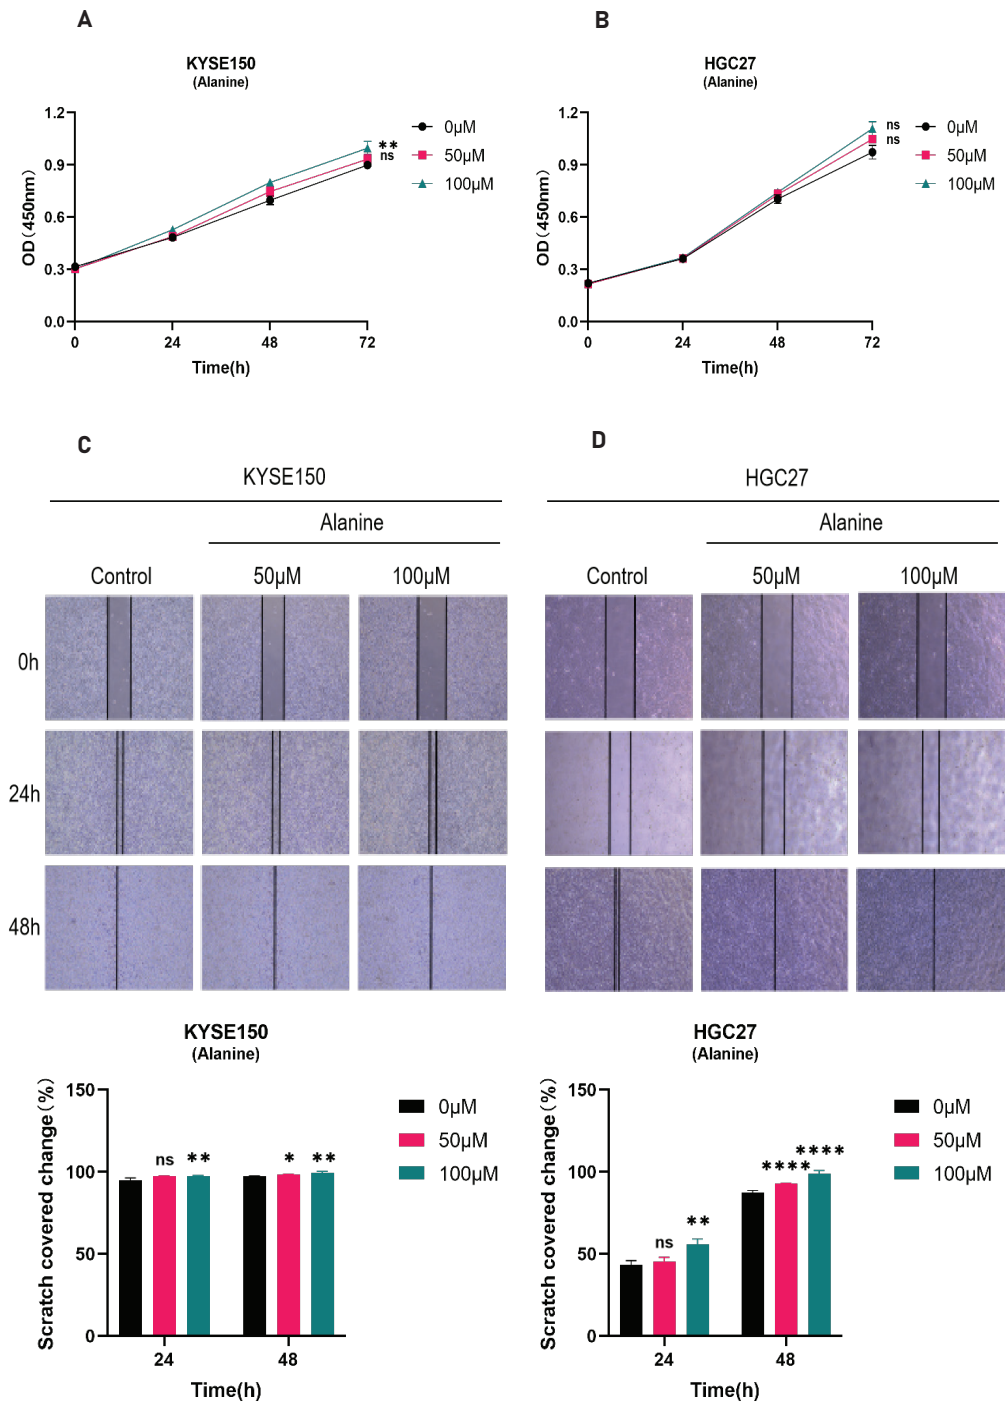 A
KYSE150
(Alanine)
1.2
0.9
0.6
0.3
0.0
OD(450nm)
0 24 48 72
Time(h)
**
ns
0μM
50μM
100μM
B
HGC27
(Alanine)
1.2
0.9
0.6
0.3
0.0
OD(450nm)
0 24 48 72
Time(h)
ns
ns
0μM
50μM
100μM
C
KYSE150
Alanine
Control 50μM 100μM
0h
24h
48h
D
HGC27
Alanine
Control 50μM 100μM
KYSE150
(Alanine)
150
100
50
0
Scratch covered change(%)
ns ** * **
24 48
Time(h)
0μM
50μM
100μM
HGC27
(Alanine)
150
100
50
0
Scratch covered change(%)
ns ** **** ****
24 48
Time(h)
0μM
50μM
100μM